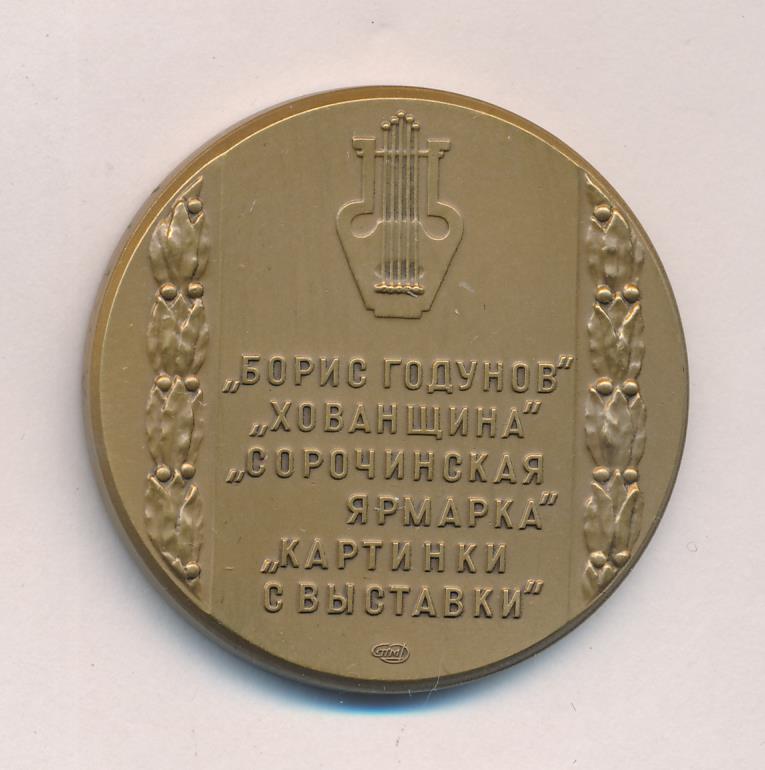 „БОРИС ГОДУНОВ"
„ХОВАНЩИНА"
„СОРОЧИНСКАЯ
ЯРМАРКА"
„КАРТИНКИ
С ВЫСТАВКИ"